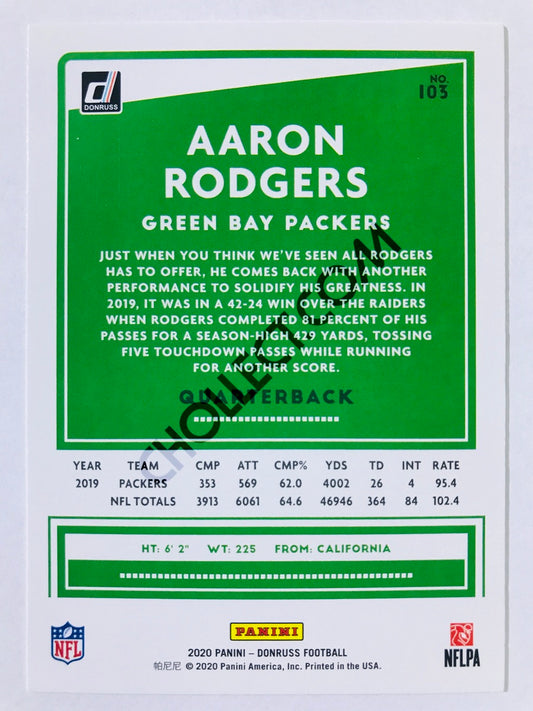 DONRUSS
NO.
103
AARON
RODGERS
GREEN BAY PACKERS
JUST WHEN YOU THINK WE'VE SEEN ALL RODGERS
HAS TO OFFER, HE COMES BACK WITH ANOTHER
PERFORMANCE TO SOLIDIFY HIS GREATNESS. IN
2019, IT WAS IN A 42-24 WIN OVER THE RAIDERS
WHEN RODGERS COMPLETED 81 PERCENT OF HIS
PASSES FOR A SEASON-HIGH 429 YARDS, TOSSING
FIVE TOUCHDOWN PASSES WHILE RUNNING
FOR ANOTHER SCORE.
QUARTERBACK
CHOLLECT.COM
YEAR TEAM CMP ATT CMP% YDS TD INT RATE
2019 PACKERS 353 569 62.0 4002 26 4 95.4
NFL TOTALS 3913 6061 64.6 46946 364 84 102.4
HT: 6' 2" WT: 225 FROM: CALIFORNIA
NFL
PANINI
NFLPA
2020 PANINI – DONRUSS FOOTBALL
帕尼尼 © 2020 Panini America, Inc. Printed in the USA.